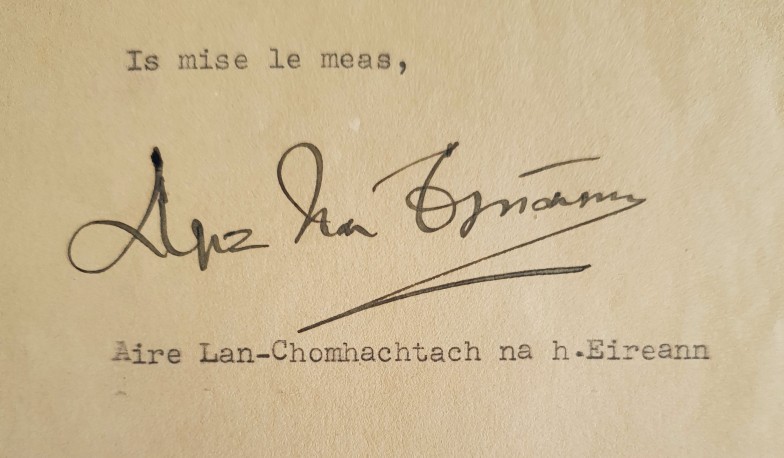 Is mise le meas,
Aire Lan-Chomhachtach na h.Eireann